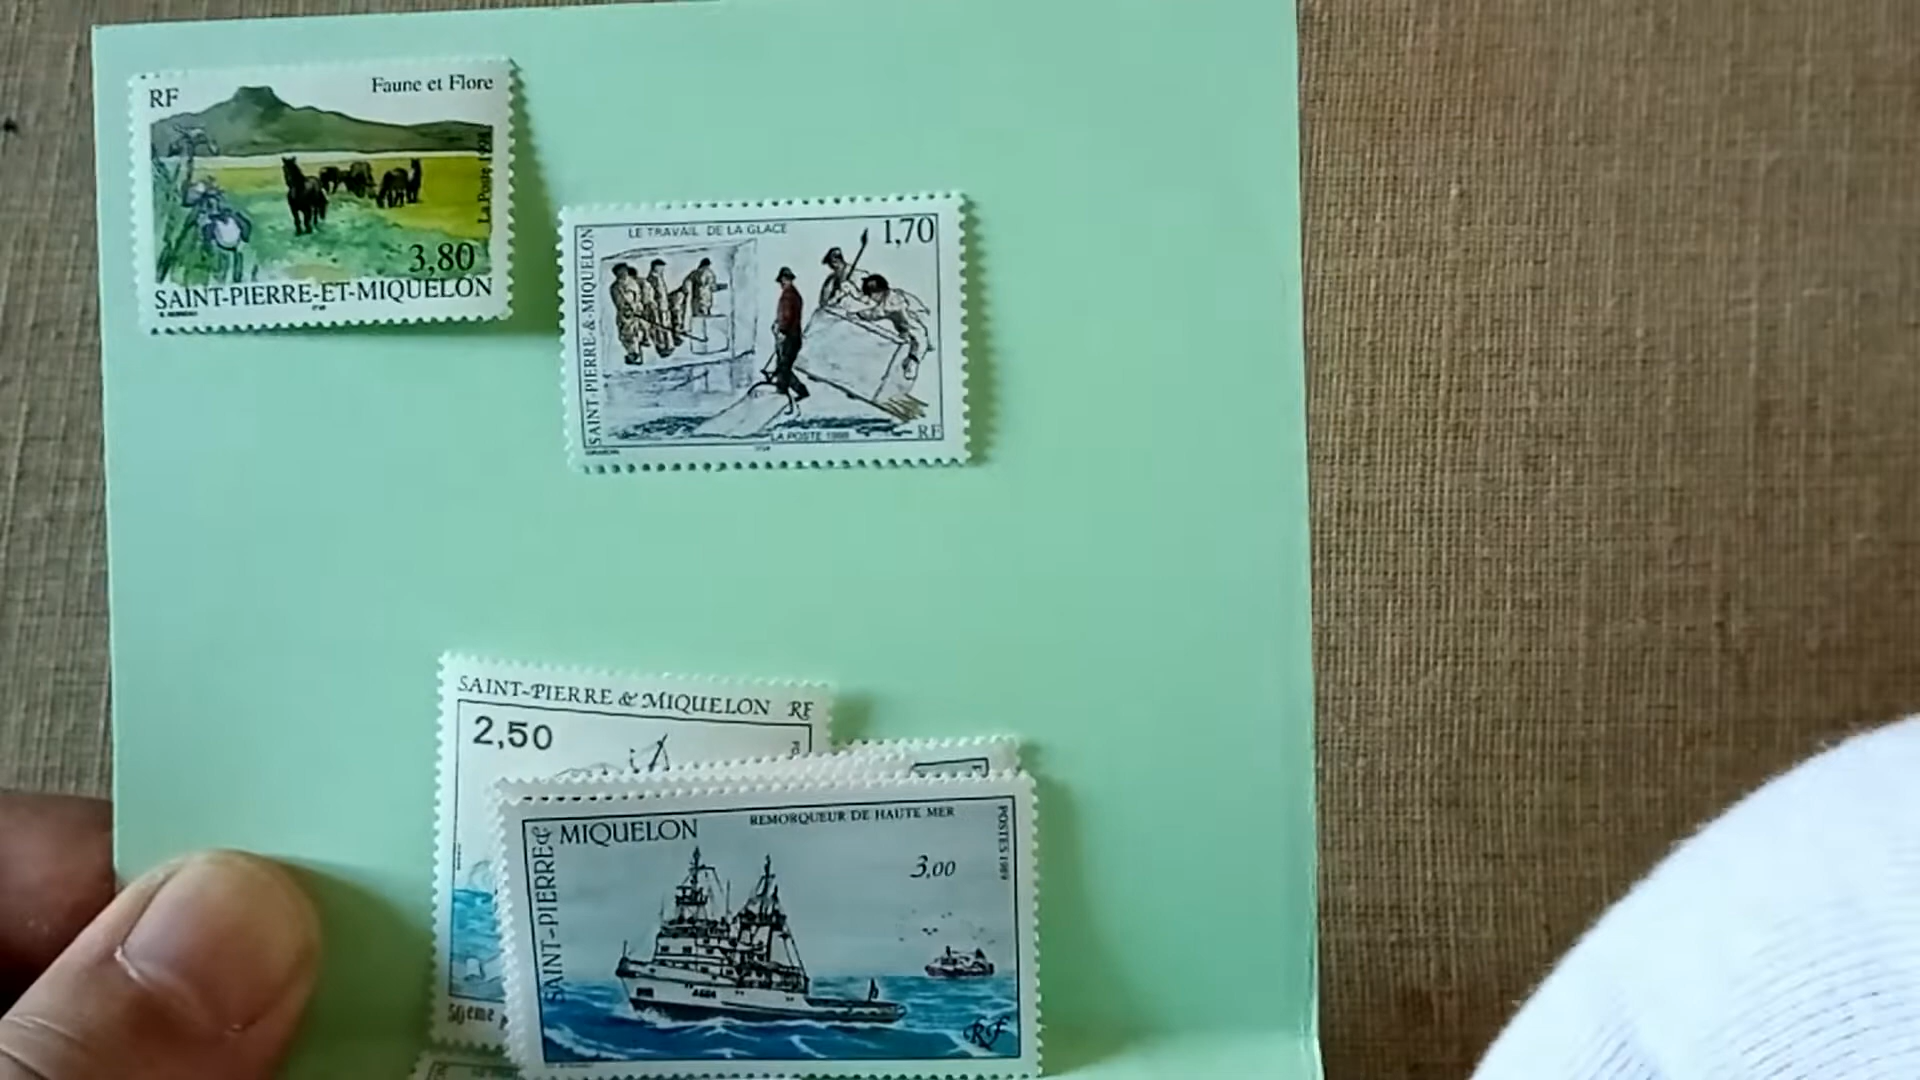 RF
Faune et Flore
La Poste
3,80
SAINT-PIERRE-ET-MIQUELON
LE TRAVAIL DE LA GLACE
1,70
SAINT-PIERRE-&-MIQUELON
LA POSTE 1998
RF
SAINT-PIERRE & MIQUELON RF
2,50
50eme
SAINT-PIERRE & MIQUELON
REMORQUEUR DE HAUTE MER
POSTES 1989
3,00
RF